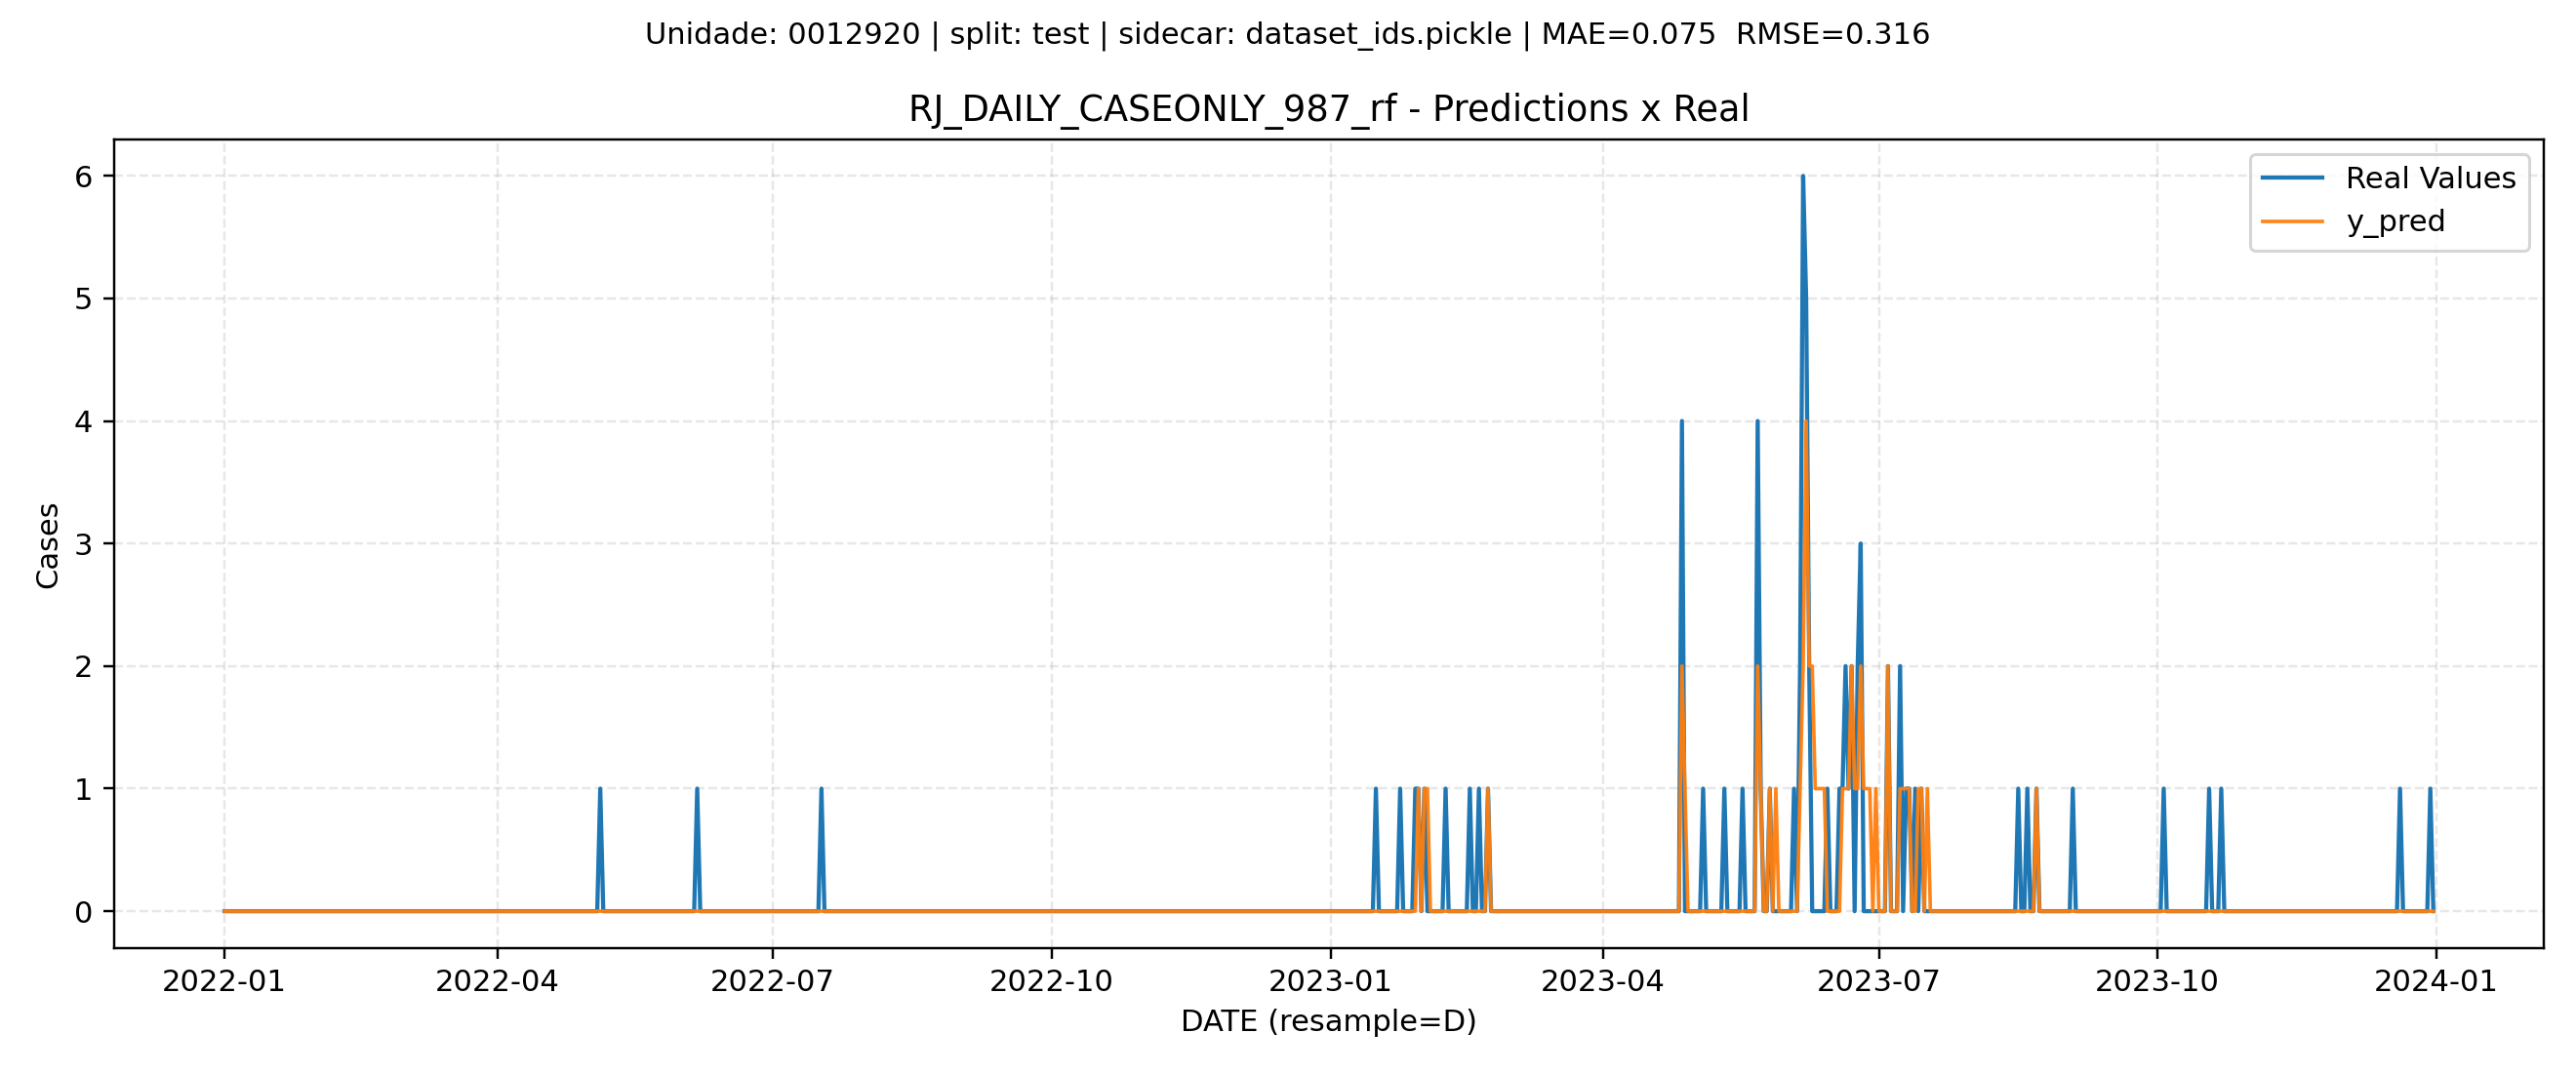 Unidade: 0012920 | split: test | sidecar: dataset_ids.pickle | MAE=0.075  RMSE=0.316
RJ_DAILY_CASEONLY_987_rf - Predictions x Real
Real Values
y_pred
6
5
4
3
2
1
0
Cases
2022-01
2022-04
2022-07
2022-10
2023-01
2023-04
2023-07
2023-10
2024-01
DATE (resample=D)